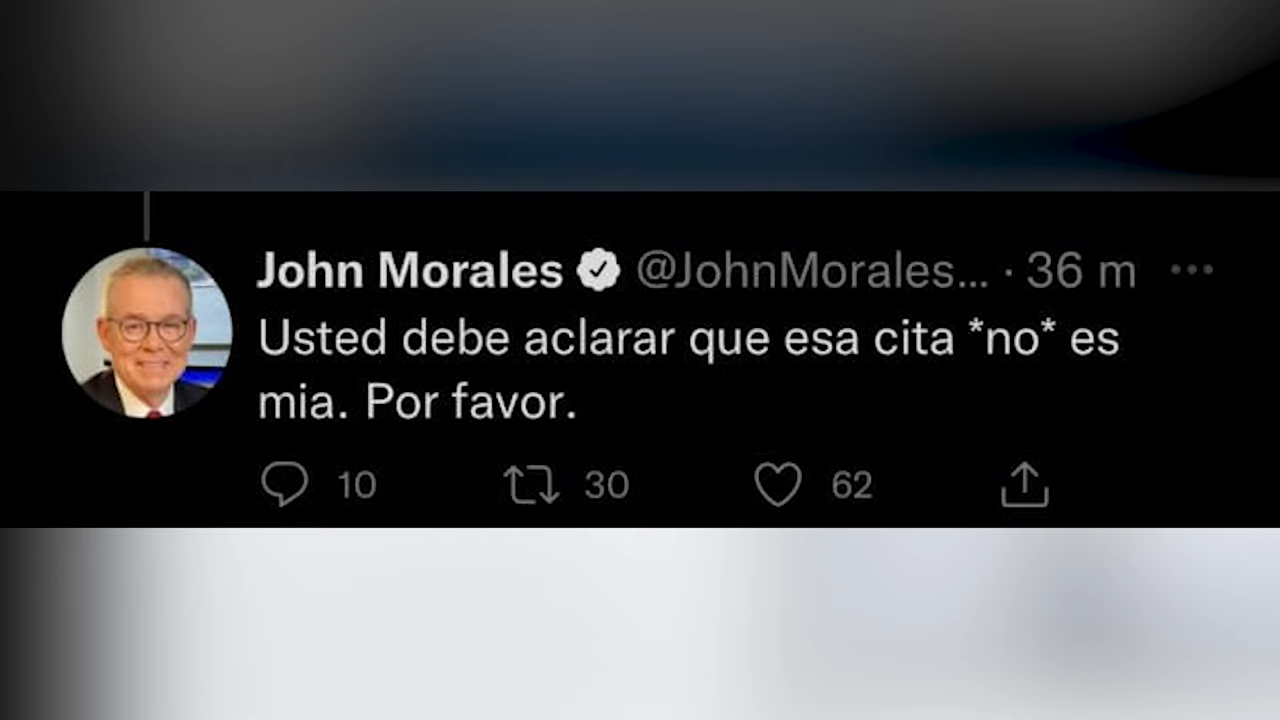 John Morales @JohnMorales... · 36 m
Usted debe aclarar que esa cita *no* es
mia. Por favor.
10 30 62